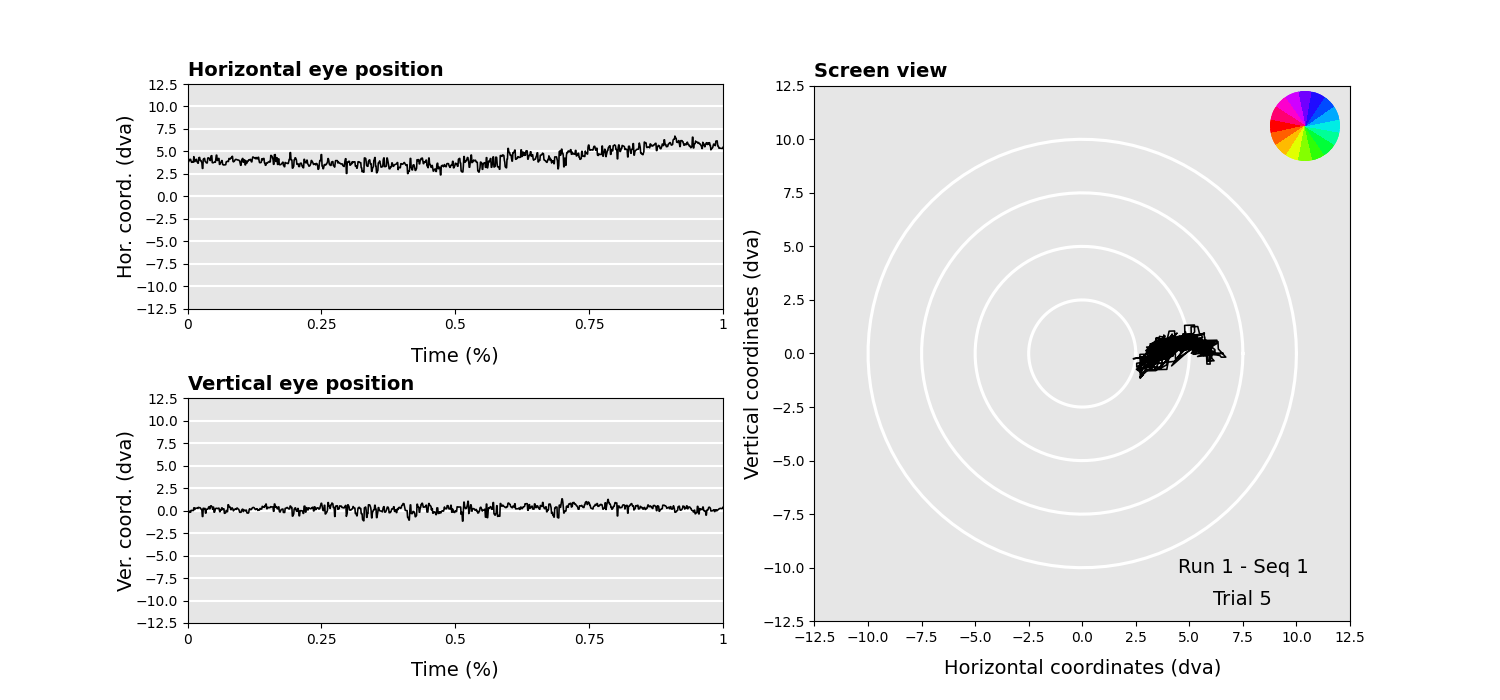 Horizontal eye position
Hor. coord. (dva)
12.5
10.0
7.5
5.0
2.5
0.0
−2.5
−5.0
−7.5
−10.0
−12.5
0 0.25 0.5 0.75 1
Time (%)
Vertical eye position
Ver. coord. (dva)
12.5
10.0
7.5
5.0
2.5
0.0
−2.5
−5.0
−7.5
−10.0
−12.5
0 0.25 0.5 0.75 1
Time (%)
Screen view
Vertical coordinates (dva)
12.5
10.0
7.5
5.0
2.5
0.0
−2.5
−5.0
−7.5
−10.0
−12.5
Run 1 - Seq 1
Trial 5
−12.5 −10.0 −7.5 −5.0 −2.5 0.0 2.5 5.0 7.5 10.0 12.5
Horizontal coordinates (dva)